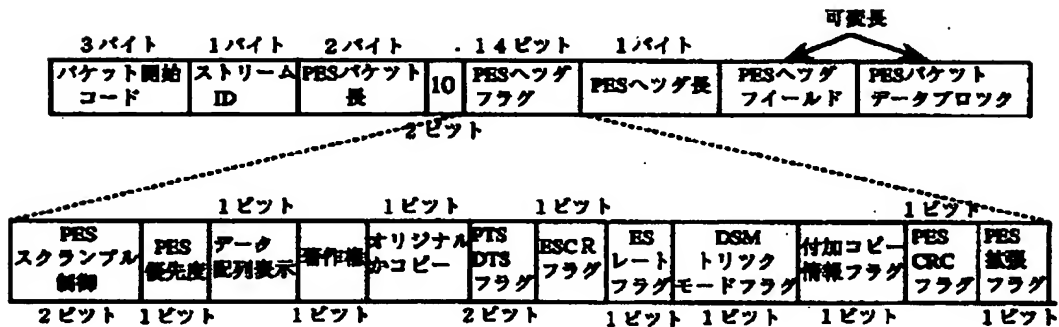 可変長
3バイト 1バイト 2バイト 14ビット 1バイト
パケット開始コード ストリームID PESパケット長 10 PESヘッダフラグ PESヘッダ長 PESヘッダフイールド PESパケットデータブロック
2ビット
1ビット 1ビット 1ビット 1ビット
PESスクランブル制御 PES優先度 データ配列表示 著作権 オリジナルかコピー PTS DTSフラグ ESCRフラグ ESレートフラグ DSMトリックモードフラグ 付加コピー情報フラグ PES CRCフラグ PES拡張フラグ
2ビット 1ビット 1ビット 2ビット 1ビット 1ビット 1ビット 1ビット